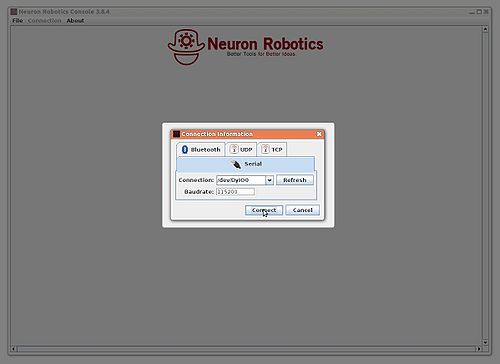 Neuron Robotics Console 3.8.4
File Connection About
Neuron Robotics
Better Tools for Better Ideas.
Connection Information
Bluetooth UDP TCP
Serial
Connection: /dev/DyIO0 Refresh
Baudrate: 115200
Connect Cancel